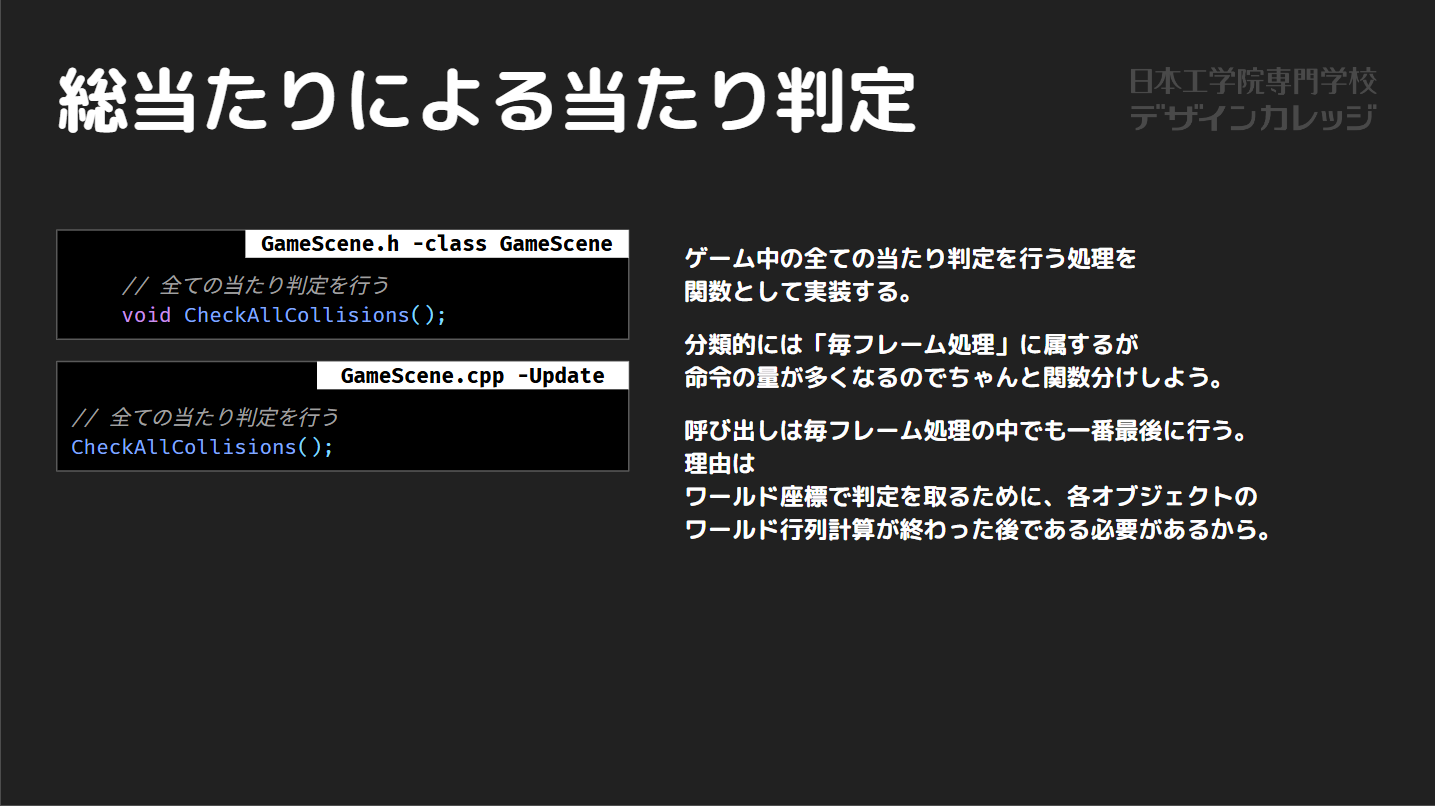 総当たりによる当たり判定
日本工学院専門学校
デザインカレッジ
GameScene.h -class GameScene
// 全ての当たり判定を行う
void CheckAllCollisions();
GameScene.cpp -Update
// 全ての当たり判定を行う
CheckAllCollisions();
ゲーム中の全ての当たり判定を行う処理を
関数として実装する。
分類的には「毎フレーム処理」に属するが
命令の量が多くなるのでちゃんと関数分けしよう。
呼び出しは毎フレーム処理の中でも一番最後に行う。
理由は
ワールド座標で判定を取るために、各オブジェクトの
ワールド行列計算が終わった後である必要があるから。